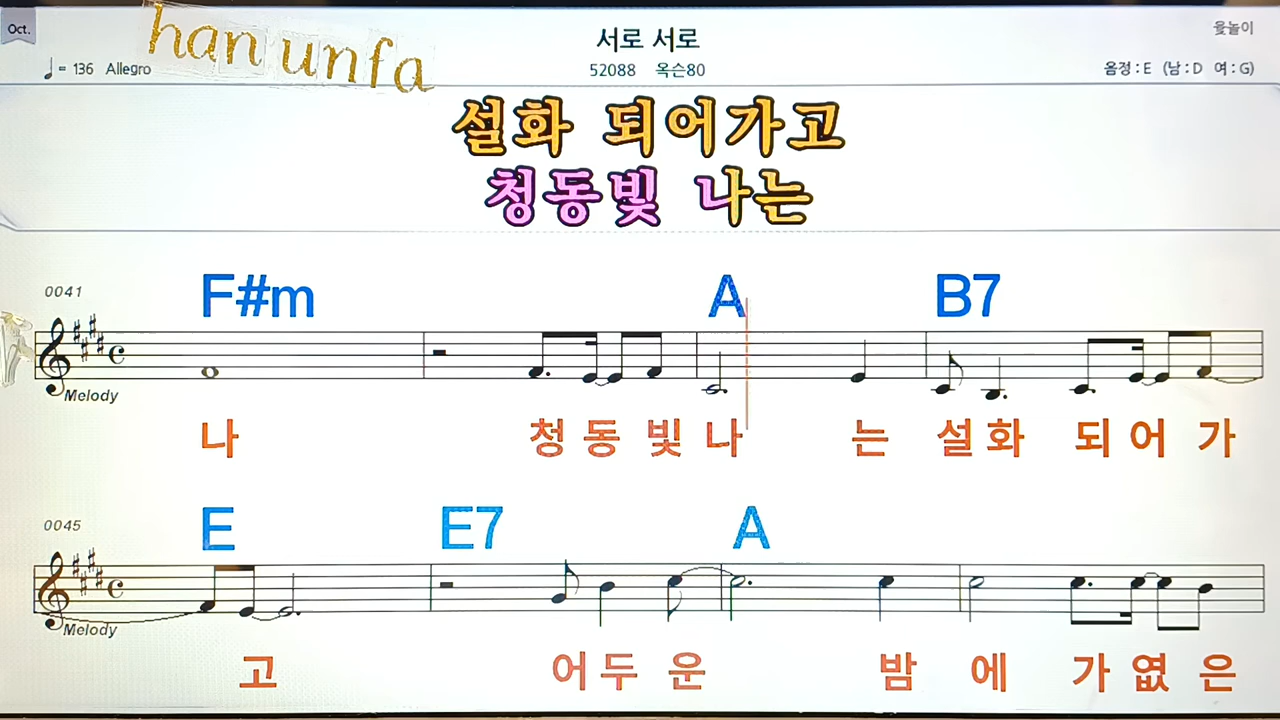 Oct.
han unfa
서로 서로
윷놀이
♩= 136 Allegro
52088 옥슨80
음정 : E (남 : D 여 : G)
설화 되어가고
청동빛 나는
0041
F#m A B7
Melody
나 청 동 빛 나 는 설 화 되 어 가
0045
E E7 A
Melody
고 어 두 운 밤 에 가 엾 은